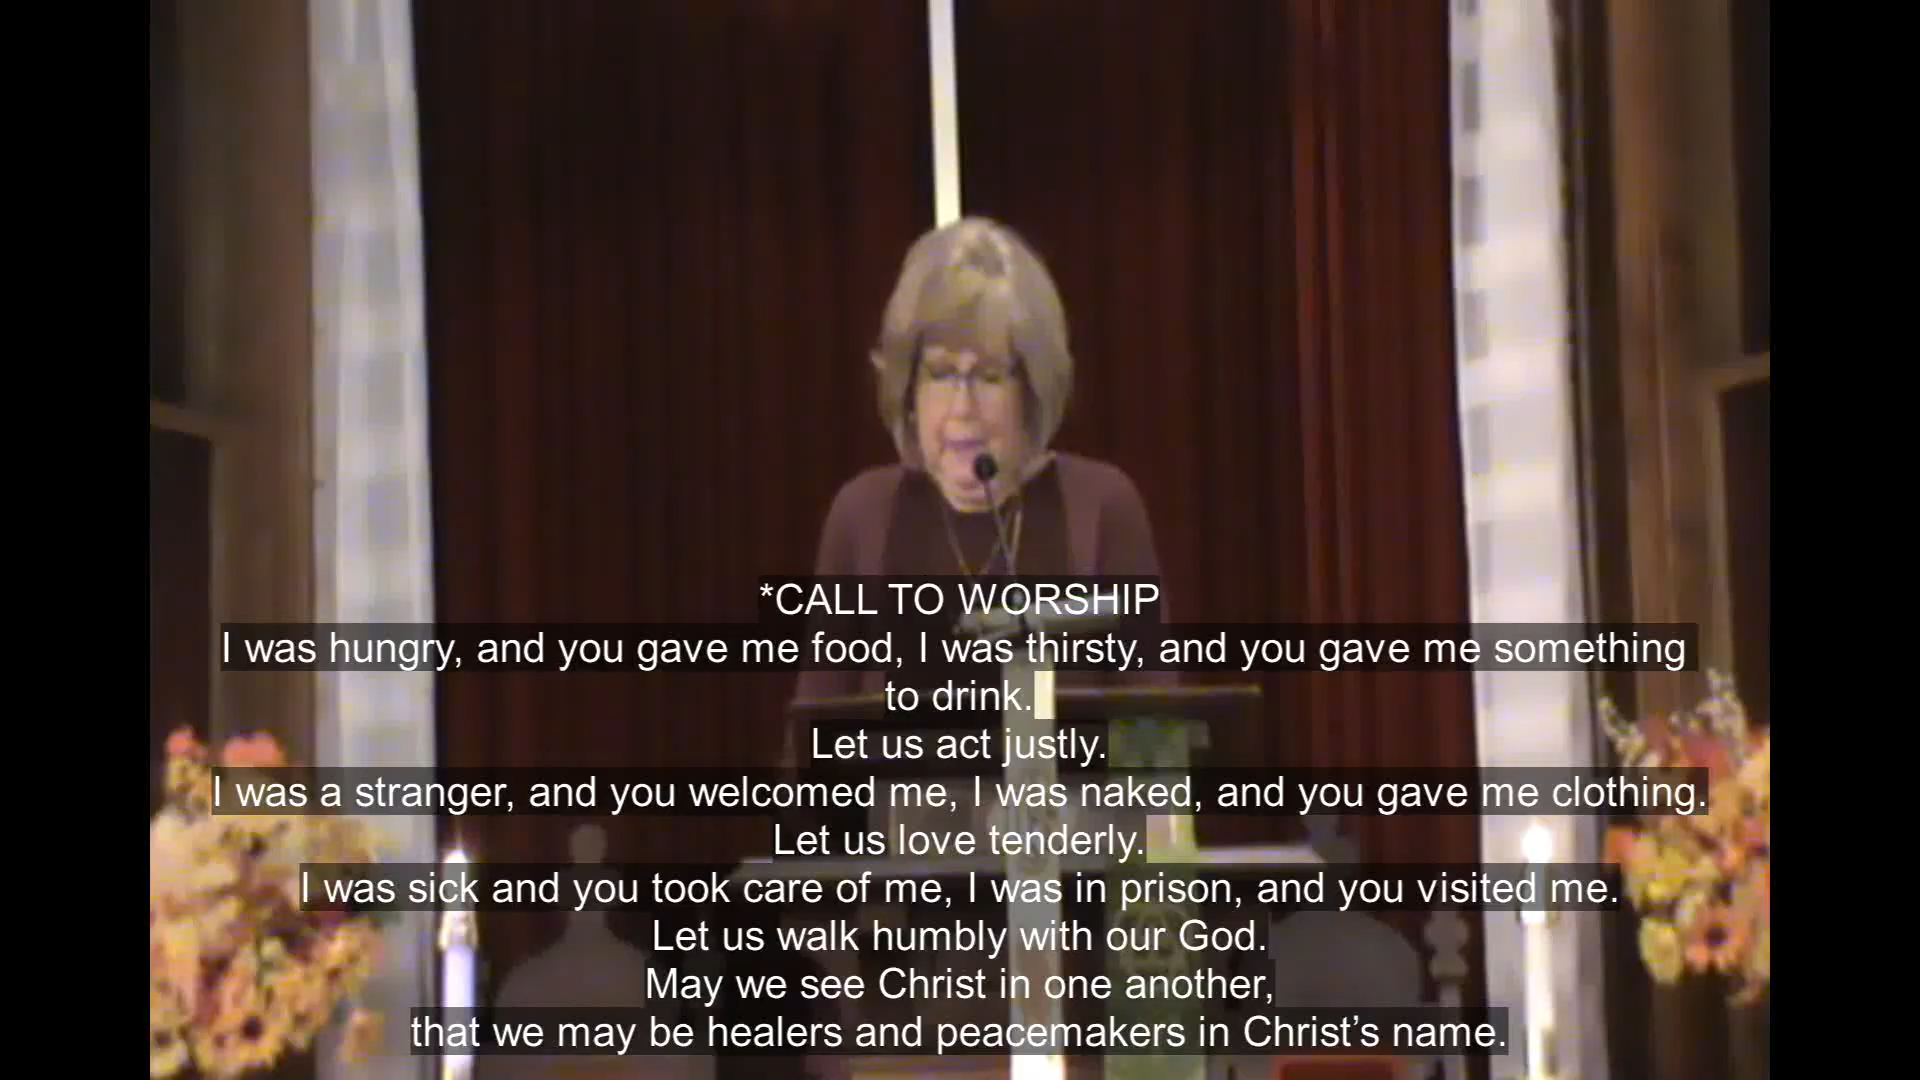 *CALL TO WORSHIP
I was hungry, and you gave me food, I was thirsty, and you gave me something
to drink.
Let us act justly.
I was a stranger, and you welcomed me, I was naked, and you gave me clothing.
Let us love tenderly.
I was sick and you took care of me, I was in prison, and you visited me.
Let us walk humbly with our God.
May we see Christ in one another,
that we may be healers and peacemakers in Christ’s name.